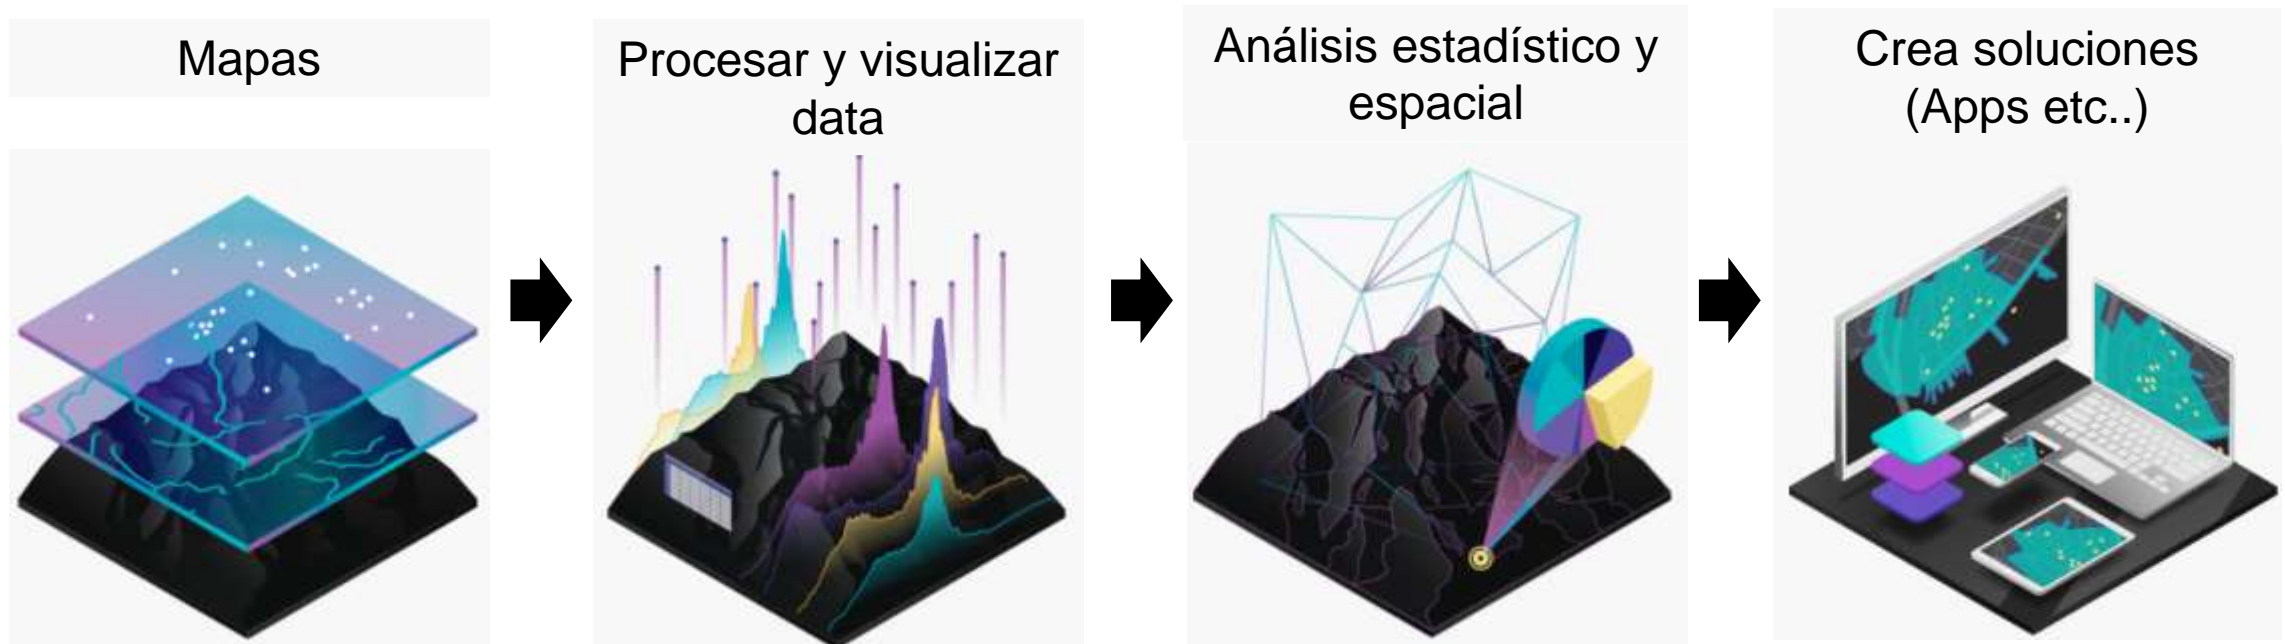 Mapas
Procesar y visualizar
data
Análisis estadístico y
espacial
Crea soluciones
(Apps etc..)